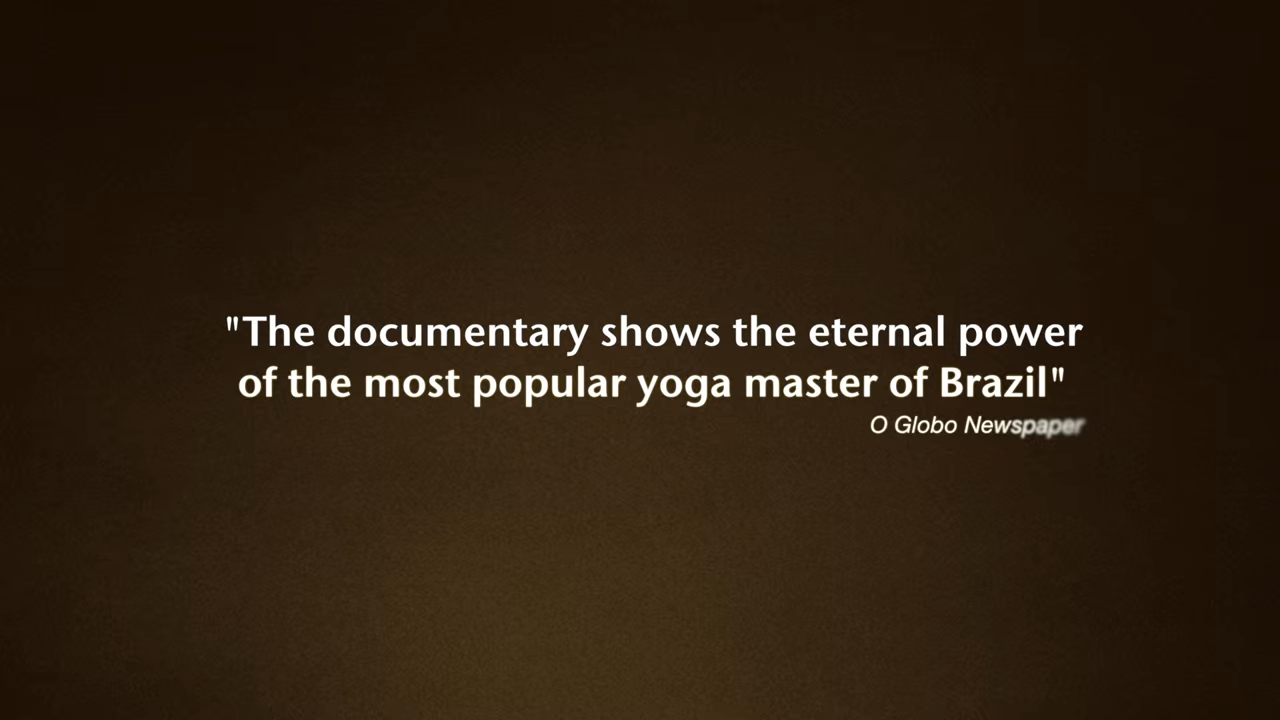 "The documentary shows the eternal power
of the most popular yoga master of Brazil"
O Globo Newspaper